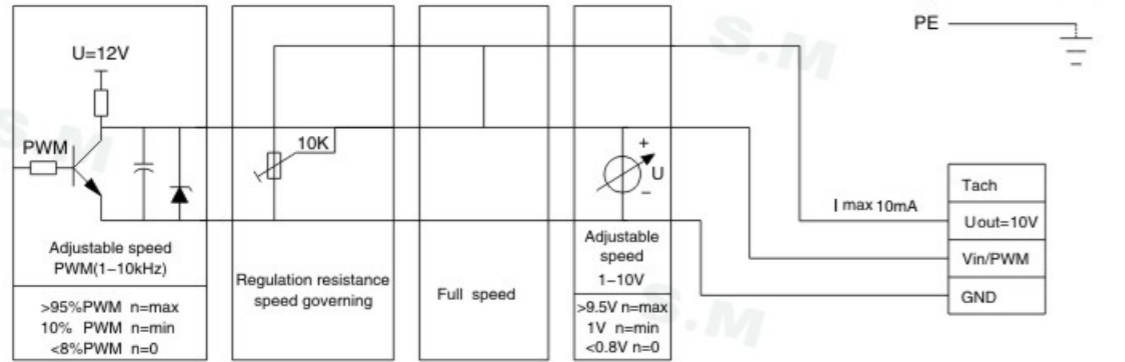 U=12V
PWM
Adjustable speed
PWM(1–10kHz)
>95%PWM n=max
10% PWM n=min
<8%PWM n=0
10K
Regulation resistance
speed governing
Full speed
+
U
–
Adjustable
speed
1–10V
>9.5V n=max
1V n=min
<0.8V n=0
PE
I max 10mA
Tach
Uout=10V
Vin/PWM
GND
S.M
S.M
S.M